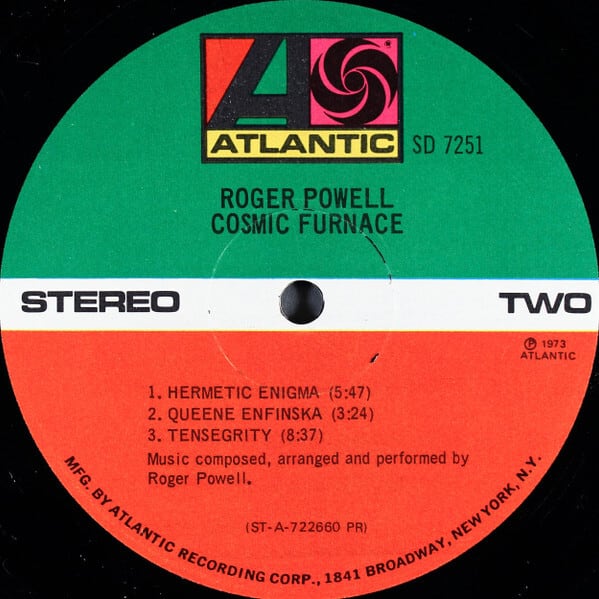 ATLANTIC
SD 7251
ROGER POWELL
COSMIC FURNACE
STEREO
TWO
℗ 1973
ATLANTIC
1. HERMETIC ENIGMA (5:47)
2. QUEENE ENFINSKA (3:24)
3. TENSEGRITY (8:37)
Music composed, arranged and performed by
Roger Powell.
(ST-A-722660 PR)
MFG. BY ATLANTIC RECORDING CORP., 1841 BROADWAY, NEW YORK, N.Y.